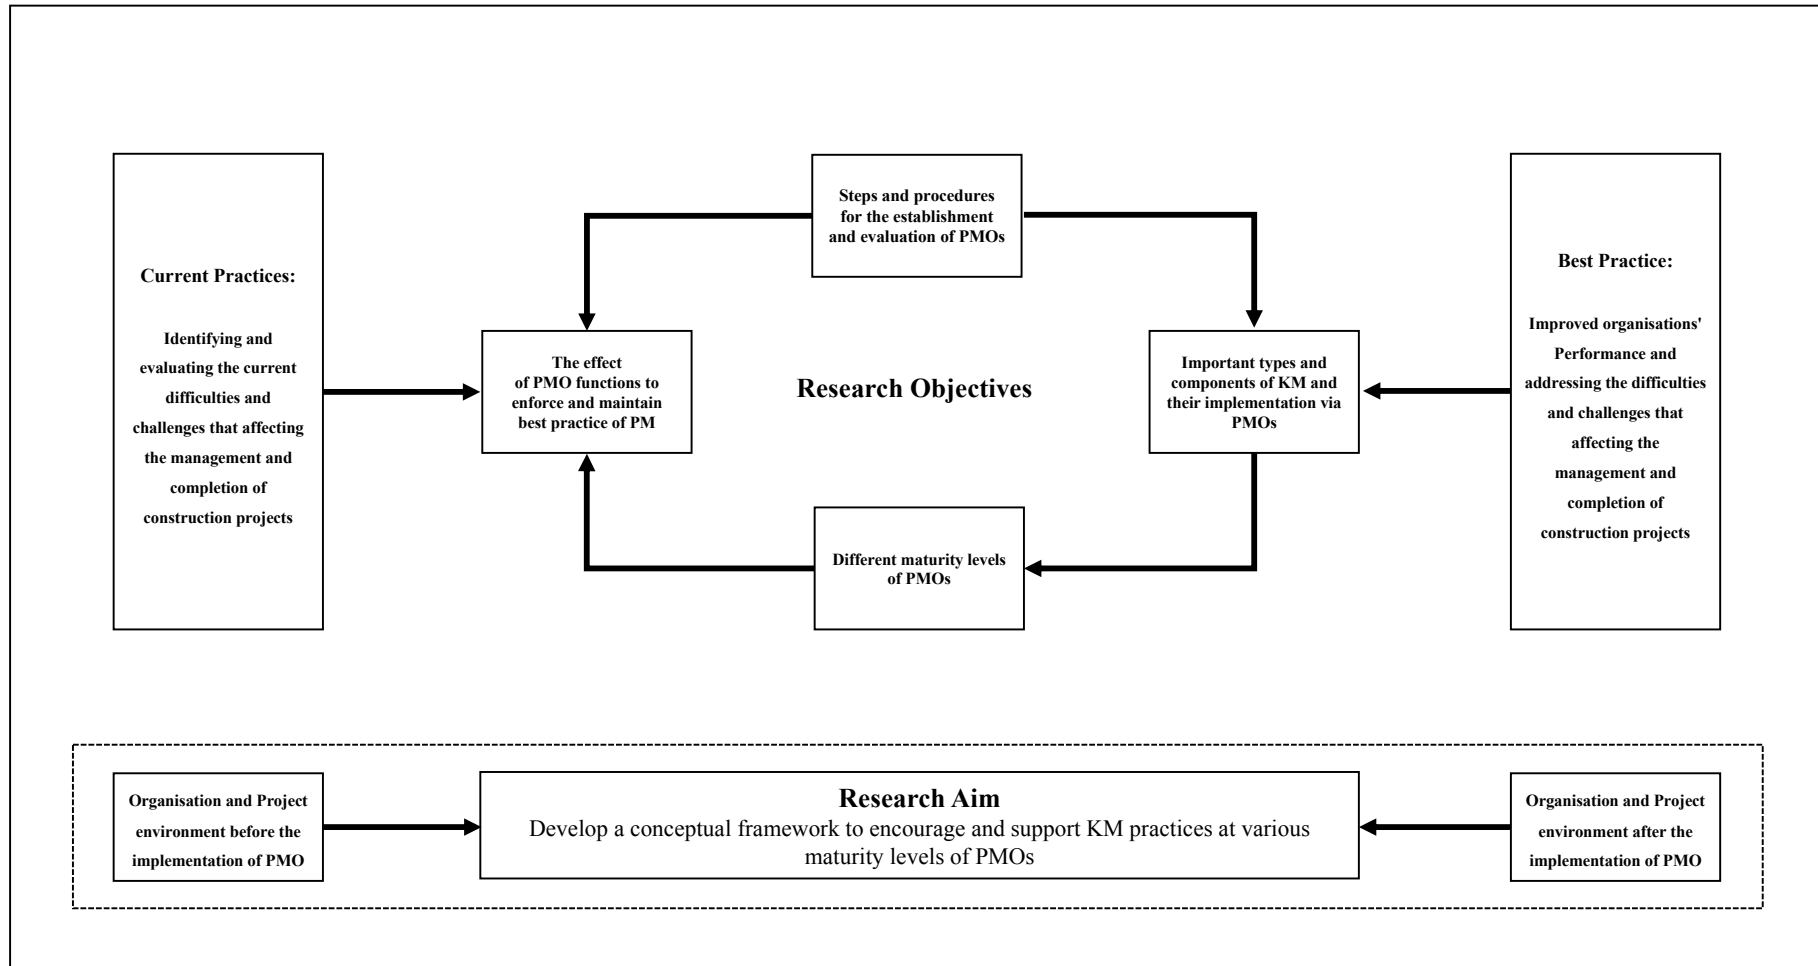 Current Practices:
Identifying and
evaluating the current
difficulties and
challenges that affecting
the management and
completion of
construction projects
Steps and procedures
for the establishment
and evaluation of PMOs
The effect
of PMO functions to
enforce and maintain
best practice of PM
Research Objectives
Important types and
components of KM and
their implementation via
PMOs
Different maturity levels
of PMOs
Best Practice:
Improved organisations'
Performance and
addressing the difficulties
and challenges that
affecting the
management and
completion of
construction projects
Organisation and Project
environment before the
implementation of PMO
Research Aim
Develop a conceptual framework to encourage and support KM practices at various
maturity levels of PMOs
Organisation and Project
environment after the
implementation of PMO